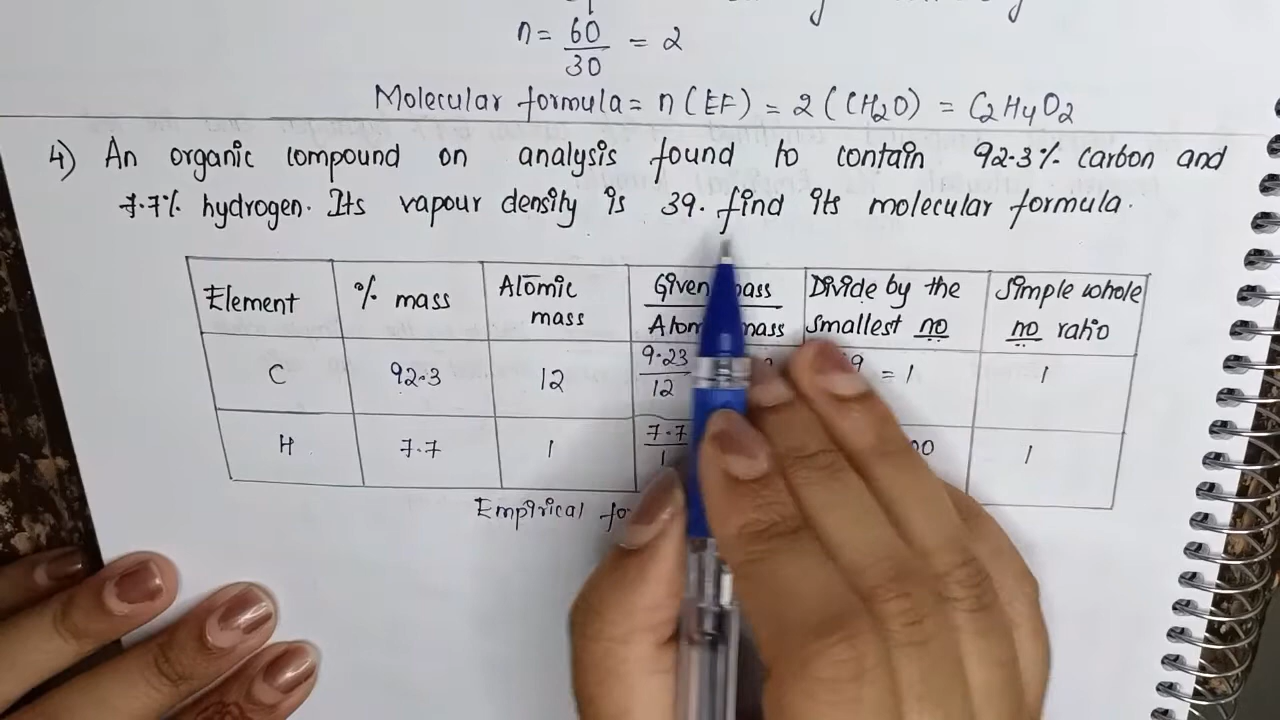 n = 60/30 = 2
Molecular formula = n (EF) = 2 (CH2O) = C2H4O2
4) An organic compound on analysis found to contain 92.3% carbon and
7.7% hydrogen. Its vapour density is 39. find its molecular formula.
Element % mass Atomic mass Given mass / Atomic mass Divide by the smallest no Simple whole no ratio
C 92.3 12 9.23/12 = 1 1
H 7.7 1 7.7/1 1
Empirical